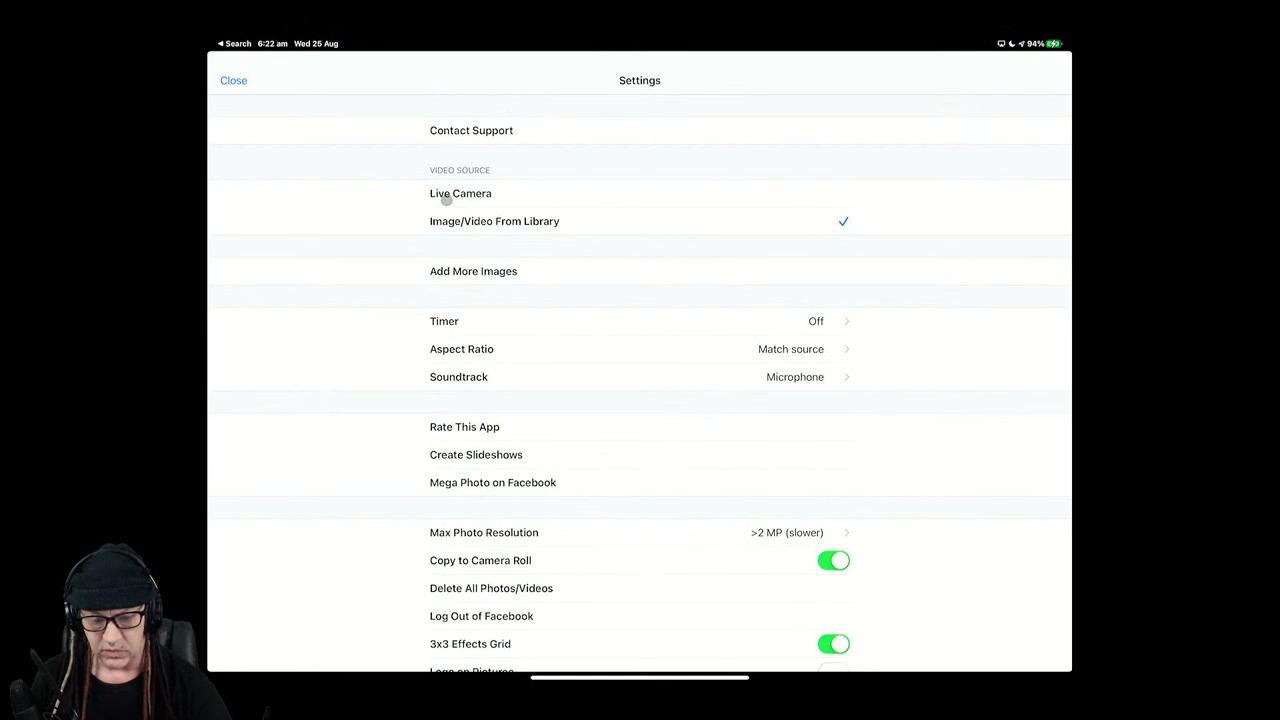 ◀ Search 6:22 am Wed 25 Aug 94%
Close Settings
Contact Support
VIDEO SOURCE
Live Camera
Image/Video From Library
Add More Images
Timer Off
Aspect Ratio Match source
Soundtrack Microphone
Rate This App
Create Slideshows
Mega Photo on Facebook
Max Photo Resolution >2 MP (slower)
Copy to Camera Roll
Delete All Photos/Videos
Log Out of Facebook
3x3 Effects Grid
Logo on Pictures